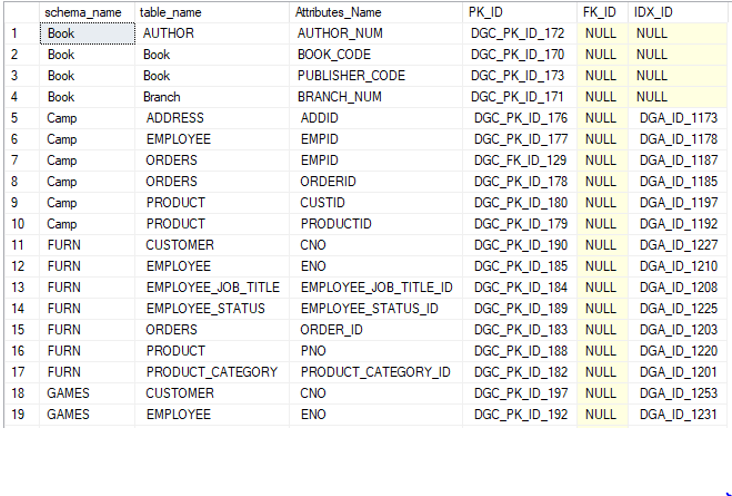 schema_name table_name Attributes_Name PK_ID FK_ID IDX_ID
1 Book AUTHOR AUTHOR_NUM DGC_PK_ID_172 NULL NULL
2 Book Book BOOK_CODE DGC_PK_ID_170 NULL NULL
3 Book Book PUBLISHER_CODE DGC_PK_ID_173 NULL NULL
4 Book Branch BRANCH_NUM DGC_PK_ID_171 NULL NULL
5 Camp ADDRESS ADDID DGC_PK_ID_176 NULL DGA_ID_1173
6 Camp EMPLOYEE EMPID DGC_PK_ID_177 NULL DGA_ID_1178
7 Camp ORDERS EMPID DGC_FK_ID_129 NULL DGA_ID_1187
8 Camp ORDERS ORDERID DGC_PK_ID_178 NULL DGA_ID_1185
9 Camp PRODUCT CUSTID DGC_PK_ID_180 NULL DGA_ID_1197
10 Camp PRODUCT PRODUCTID DGC_PK_ID_179 NULL DGA_ID_1192
11 FURN CUSTOMER CNO DGC_PK_ID_190 NULL DGA_ID_1227
12 FURN EMPLOYEE ENO DGC_PK_ID_185 NULL DGA_ID_1210
13 FURN EMPLOYEE_JOB_TITLE EMPLOYEE_JOB_TITLE_ID DGC_PK_ID_184 NULL DGA_ID_1208
14 FURN EMPLOYEE_STATUS EMPLOYEE_STATUS_ID DGC_PK_ID_189 NULL DGA_ID_1225
15 FURN ORDERS ORDER_ID DGC_PK_ID_183 NULL DGA_ID_1203
16 FURN PRODUCT PNO DGC_PK_ID_188 NULL DGA_ID_1220
17 FURN PRODUCT_CATEGORY PRODUCT_CATEGORY_ID DGC_PK_ID_182 NULL DGA_ID_1201
18 GAMES CUSTOMER CNO DGC_PK_ID_197 NULL DGA_ID_1253
19 GAMES EMPLOYEE ENO DGC_PK_ID_192 NULL DGA_ID_1231